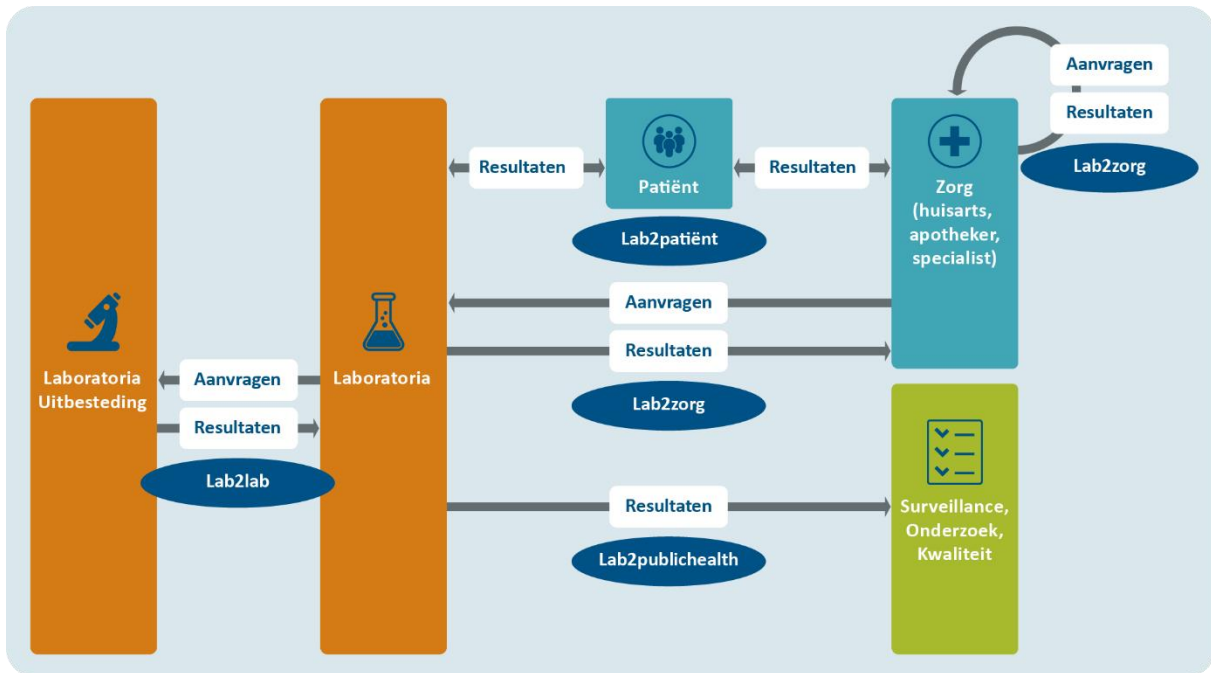 Aanvragen
Resultaten
Lab2zorg
Resultaten
Patiënt
Resultaten
Lab2patiënt
Zorg
(huisarts,
apotheker,
specialist)
Aanvragen
Resultaten
Lab2zorg
Laboratoria
Uitbesteding
Aanvragen
Resultaten
Lab2lab
Laboratoria
Resultaten
Lab2publichealth
Surveillance,
Onderzoek,
Kwaliteit